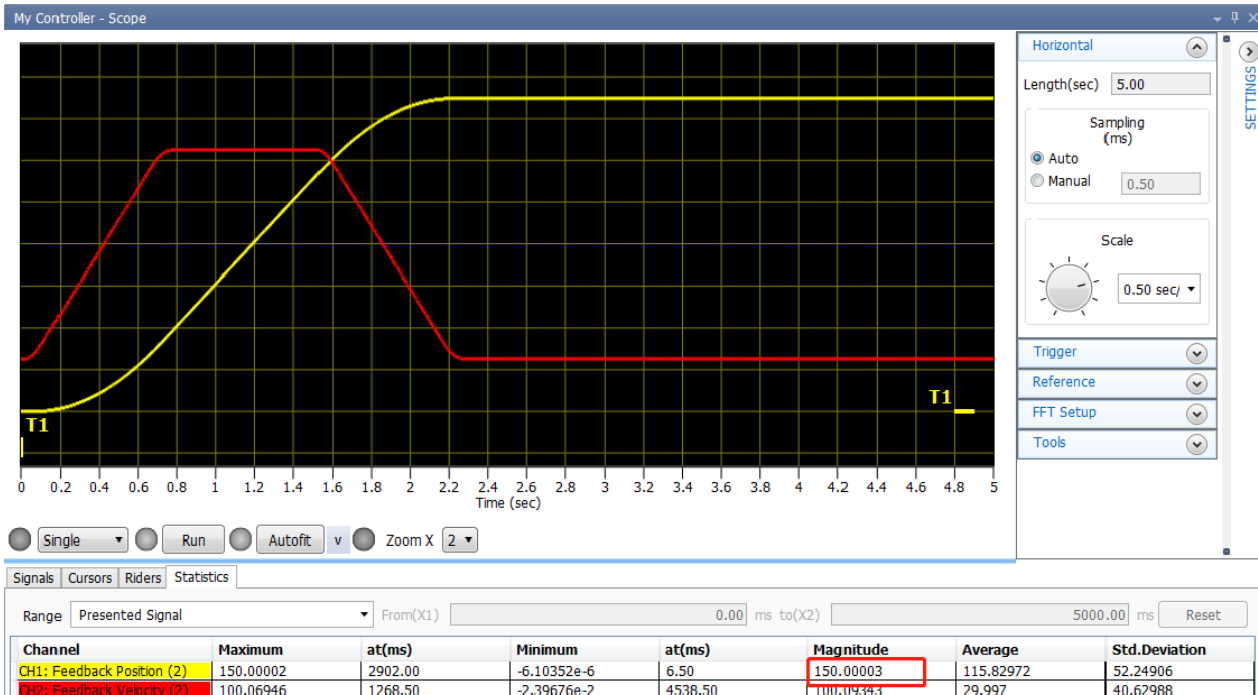 My Controller - Scope
Horizontal
SETTINGS
Length(sec) 5.00
Sampling
(ms)
Auto
Manual 0.50
Scale
0.50 sec/
Trigger
Reference
FFT Setup
Tools
T1
T1
0 0.2 0.4 0.6 0.8 1 1.2 1.4 1.6 1.8 2 2.2 2.4 2.6 2.8 3 3.2 3.4 3.6 3.8 4 4.2 4.4 4.6 4.8 5
Time (sec)
Single Run Autofit v Zoom X 2
Signals Cursors Riders Statistics
Range Presented Signal From(X1) 0.00 ms to(X2) 5000.00 ms Reset
Channel Maximum at(ms) Minimum at(ms) Magnitude Average std.Deviation
CH1: Feedback Position (2) 150.00002 2902.00 -6.10352e-6 6.50 150.00003 115.82972 52.24906
CH2: Feedback Velocity (2) 100.06946 1268.50 -2.39676e-2 4538.50 100.09343 29.997 40.62988